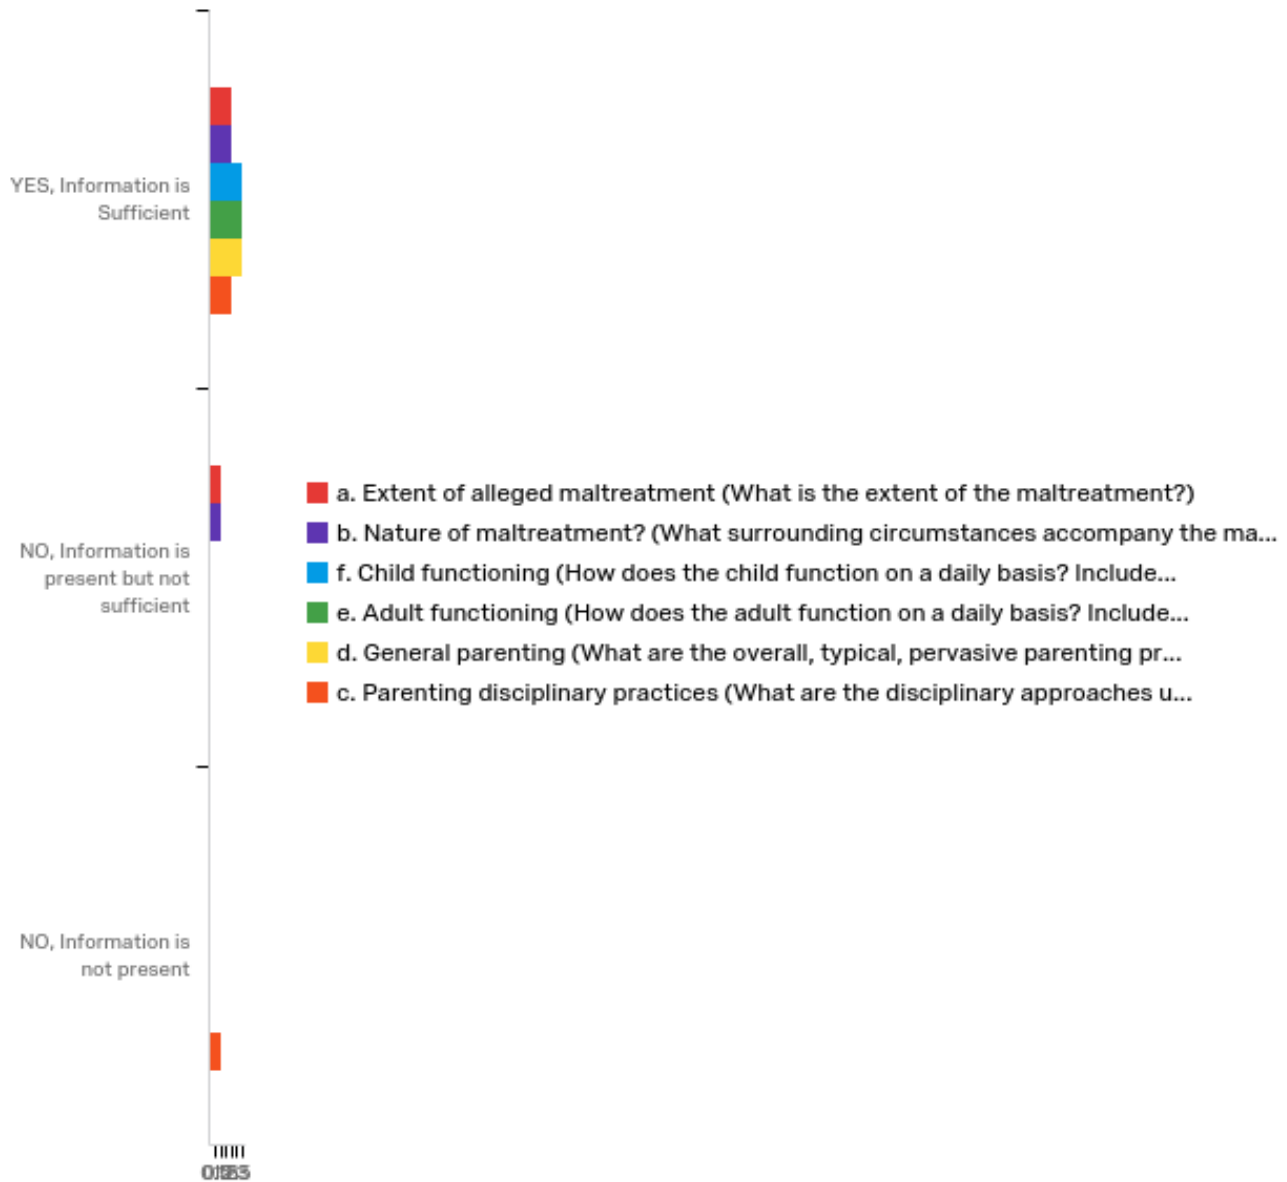 YES, Information is
Sufficient
NO, Information is
present but not
sufficient
a. Extent of alleged maltreatment (What is the extent of the maltreatment?)
b. Nature of maltreatment? (What surrounding circumstances accompany the ma...
f. Child functioning (How does the child function on a daily basis? Include...
e. Adult functioning (How does the adult function on a daily basis? Include...
d. General parenting (What are the overall, typical, pervasive parenting pr...
c. Parenting disciplinary practices (What are the disciplinary approaches u...
NO, Information is
not present